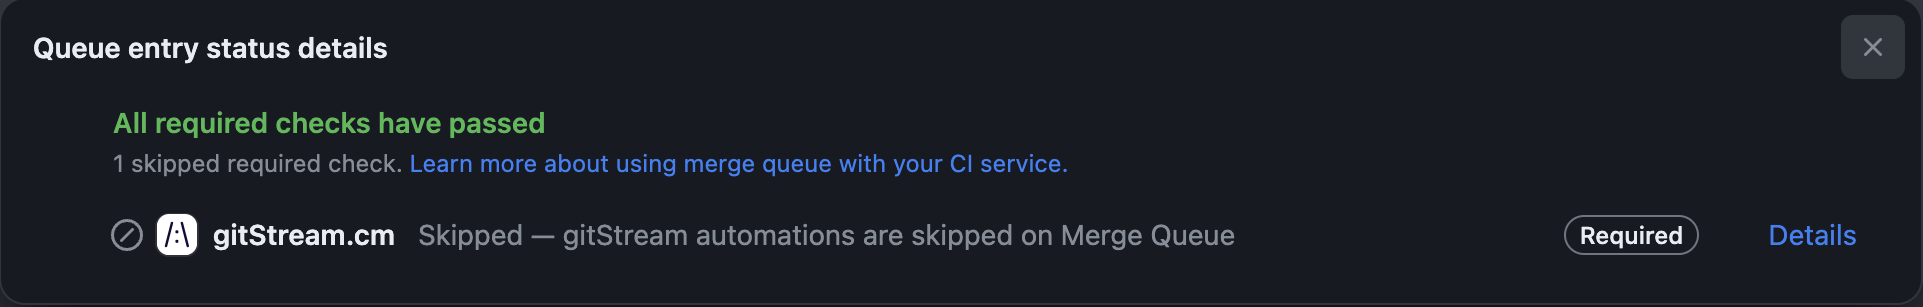 Queue entry status details
All required checks have passed
1 skipped required check. Learn more about using merge queue with your CI service.
gitStream.cm Skipped — gitStream automations are skipped on Merge Queue Required Details